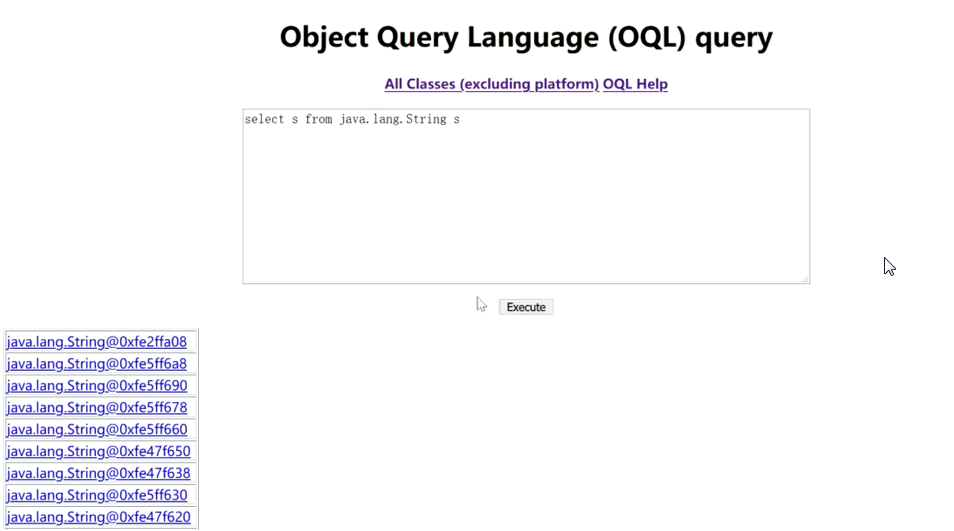 Object Query Language (OQL) query
All Classes (excluding platform) OQL Help
select s from java.lang.String s
Execute
java.lang.String@0xfe2ffa08
java.lang.String@0xfe5ff6a8
java.lang.String@0xfe5ff690
java.lang.String@0xfe5ff678
java.lang.String@0xfe5ff660
java.lang.String@0xfe47f650
java.lang.String@0xfe47f638
java.lang.String@0xfe5ff630
java.lang.String@0xfe47f620